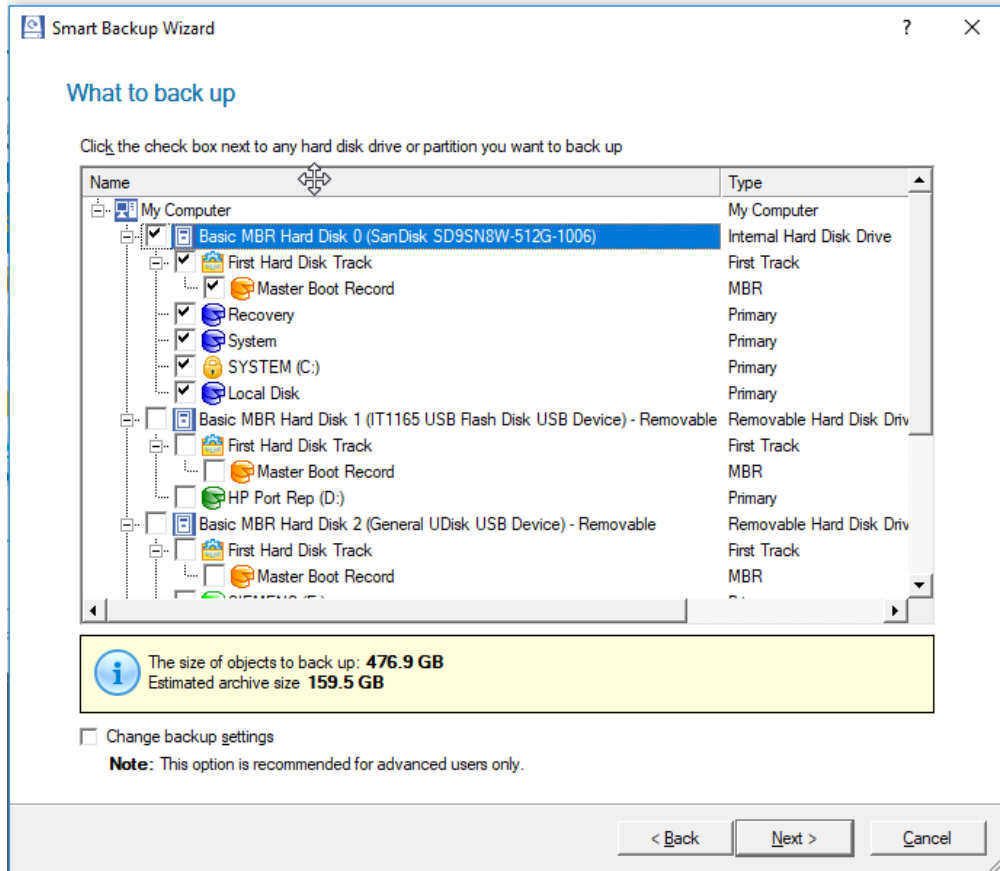 Smart Backup Wizard
?
What to back up
Click the check box next to any hard disk drive or partition you want to back up
Name Type
My Computer My Computer
Basic MBR Hard Disk 0 (SanDisk SD9SN8W-512G-1006) Internal Hard Disk Drive
First Hard Disk Track First Track
Master Boot Record MBR
Recovery Primary
System Primary
SYSTEM (C:) Primary
Local Disk Primary
Basic MBR Hard Disk 1 (IT1165 USB Flash Disk USB Device) - Removable Removable Hard Disk Driv
First Hard Disk Track First Track
Master Boot Record MBR
HP Port Rep (D:) Primary
Basic MBR Hard Disk 2 (General UDisk USB Device) - Removable Removable Hard Disk Driv
First Hard Disk Track First Track
Master Boot Record MBR
The size of objects to back up: 476.9 GB
Estimated archive size 159.5 GB
Change backup settings
Note: This option is recommended for advanced users only.
< Back Next > Cancel